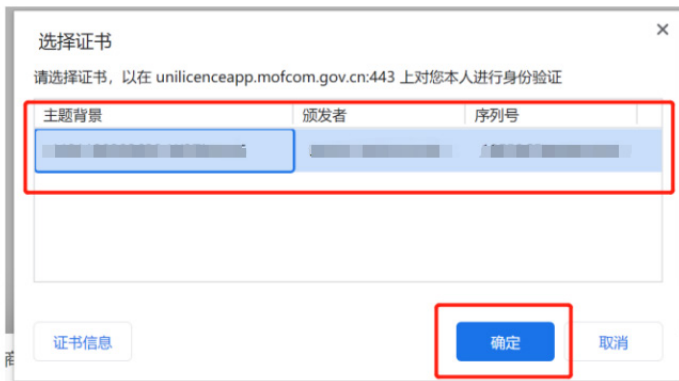 选择证书
请选择证书，以在 unilicenceapp.mofcom.gov.cn:443 上对您本人进行身份验证
主题背景 颁发者 序列号
证书信息 确定 取消